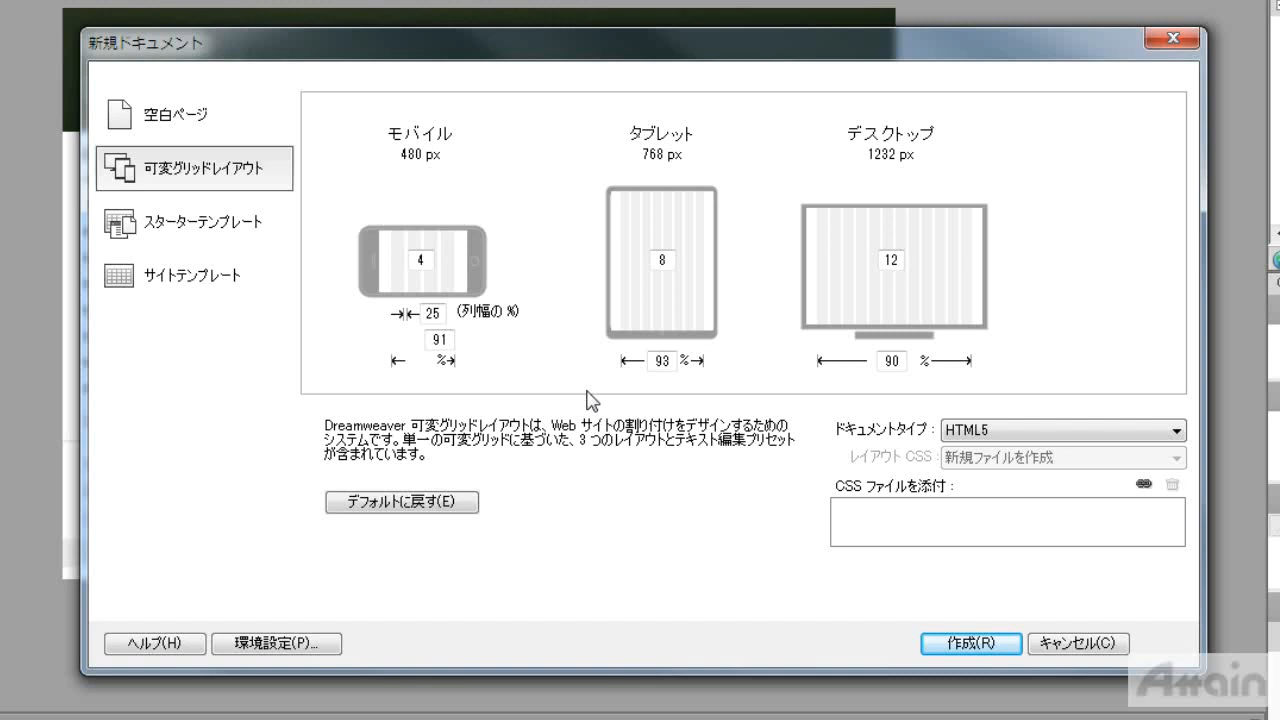 新規ドキュメント
空白ページ
可変グリッドレイアウト
スターターテンプレート
サイトテンプレート
モバイル
480 px
タブレット
768 px
デスクトップ
1232 px
4
8
12
25 (列幅の %)
91
%
93 %
90 %
Dreamweaver 可変グリッドレイアウトは、Web サイトの割り付けをデザインするための
システムです。単一の可変グリッドに基づいた、3 つのレイアウトとテキスト編集プリセット
が含まれています。
デフォルトに戻す(E)
ドキュメントタイプ : HTML5
レイアウト CSS : 新規ファイルを作成
CSS ファイルを添付 :
ヘルプ(H)
環境設定(P)...
作成(R)
キャンセル(C)
Attain